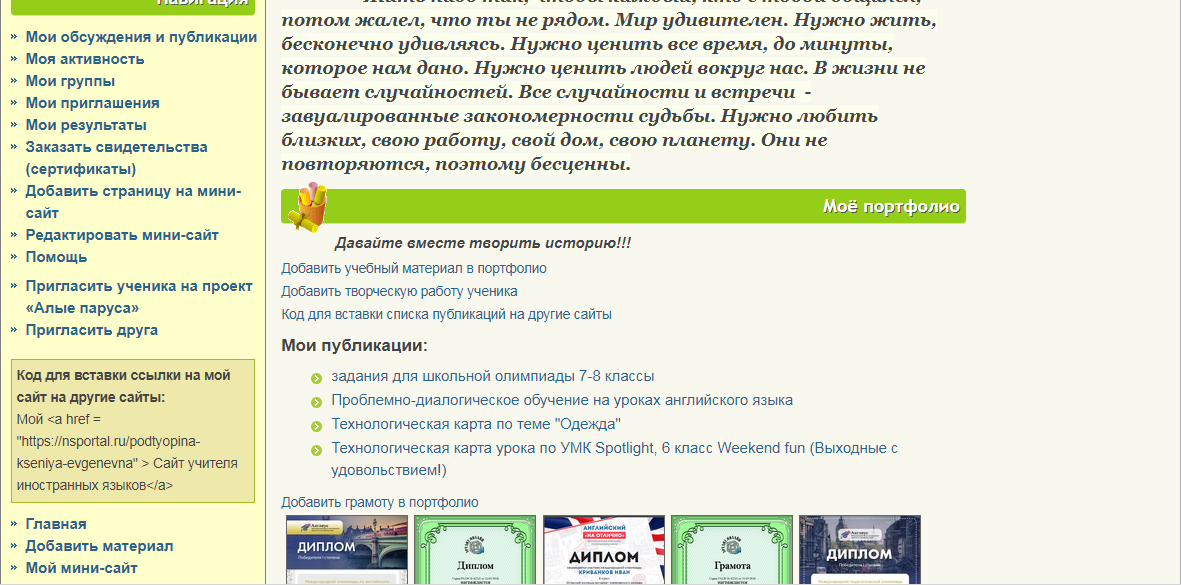 Навигация
Мои обсуждения и публикации
Моя активность
Мои группы
Мои приглашения
Мои результаты
Заказать свидетельства
(сертификаты)
Добавить страницу на мини-
сайт
Редактировать мини-сайт
Помощь
Пригласить ученика на проект
«Алые паруса»
Пригласить друга
Код для вставки ссылки на мой
сайт на другие сайты:
Мой <a href =
"https://nsportal.ru/podtyopina-
kseniya-evgenevna" > Сайт учителя
иностранных языков</a>
Главная
Добавить материал
Мой мини-сайт
потом жалел, что ты не рядом. Мир удивителен. Нужно жить,
бесконечно удивляясь. Нужно ценить все время, до минуты,
которое нам дано. Нужно ценить людей вокруг нас. В жизни не
бывает случайностей. Все случайности и встречи -
завуалированные закономерности судьбы. Нужно любить
близких, свою работу, свой дом, свою планету. Они не
повторяются, поэтому бесценны.
Моё портфолио
Давайте вместе творить историю!!!
Добавить учебный материал в портфолио
Добавить творческую работу ученика
Код для вставки списка публикаций на другие сайты
Мои публикации:
задания для школьной олимпиады 7-8 классы
Проблемно-диалогическое обучение на уроках английского языка
Технологическая карта по теме "Одежда"
Технологическая карта урока по УМК Spotlight, 6 класс Weekend fun (Выходные с
удовольствием!)
Добавить грамоту в портфолио
ДИПЛОМ
Диплом
АНГЛИЙСКИЙ
«НА ОТЛИЧНО»
ДИПЛОМ
КРИВАНКОВ ИВАН
Грамота
ДИПЛОМ